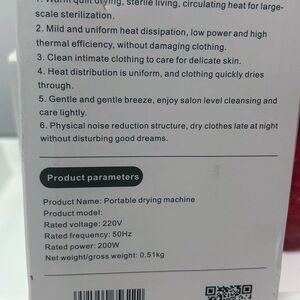 1. Warm quilt drying, sterile living, circulating heat for large-
scale sterilization.
2. Mild and uniform heat dissipation, low power and high
thermal efficiency, without damaging clothing.
3. Clean intimate clothing to care for delicate skin.
4. Heat distribution is uniform, and clothing quickly dries
through.
5. Gentle and gentle breeze, enjoy salon level cleansing and
care lightly.
6. Physical noise reduction structure, dry clothes late at night
without disturbing good dreams.
Product parameters
Product Name: Portable drying machine
Product model:
Rated voltage: 220V
Rated frequency: 50Hz
Rated power: 200W
Net weight/gross weight: 0.51kg